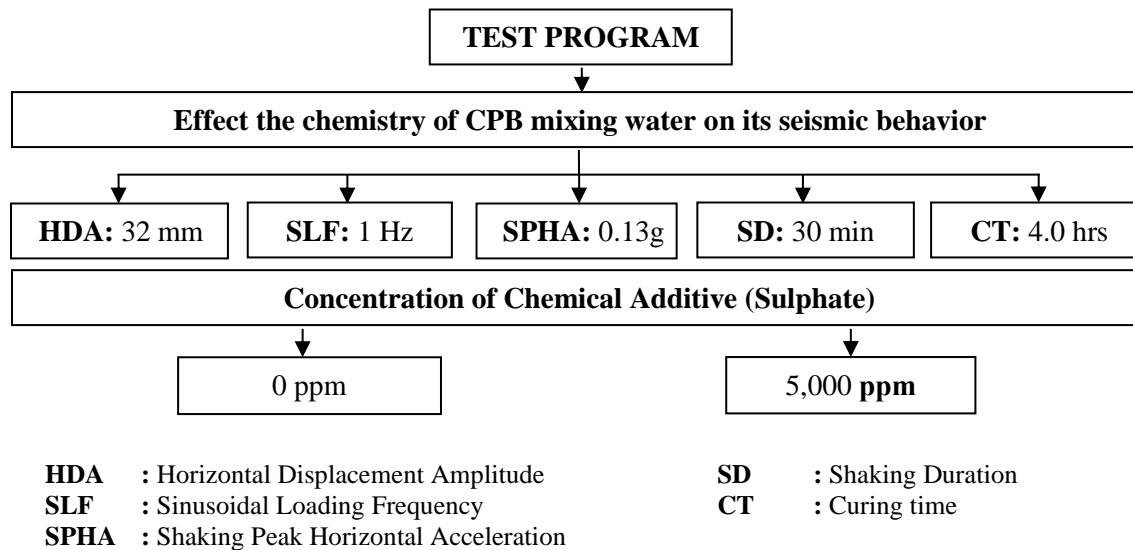 TEST PROGRAM
Effect the chemistry of CPB mixing water on its seismic behavior
HDA: 32 mm
SLF: 1 Hz
SPHA: 0.13g
SD: 30 min
CT: 4.0 hrs
Concentration of Chemical Additive (Sulphate)
0 ppm
5,000 ppm
HDA : Horizontal Displacement Amplitude
SLF : Sinusoidal Loading Frequency
SPHA : Shaking Peak Horizontal Acceleration
SD : Shaking Duration
CT : Curing time